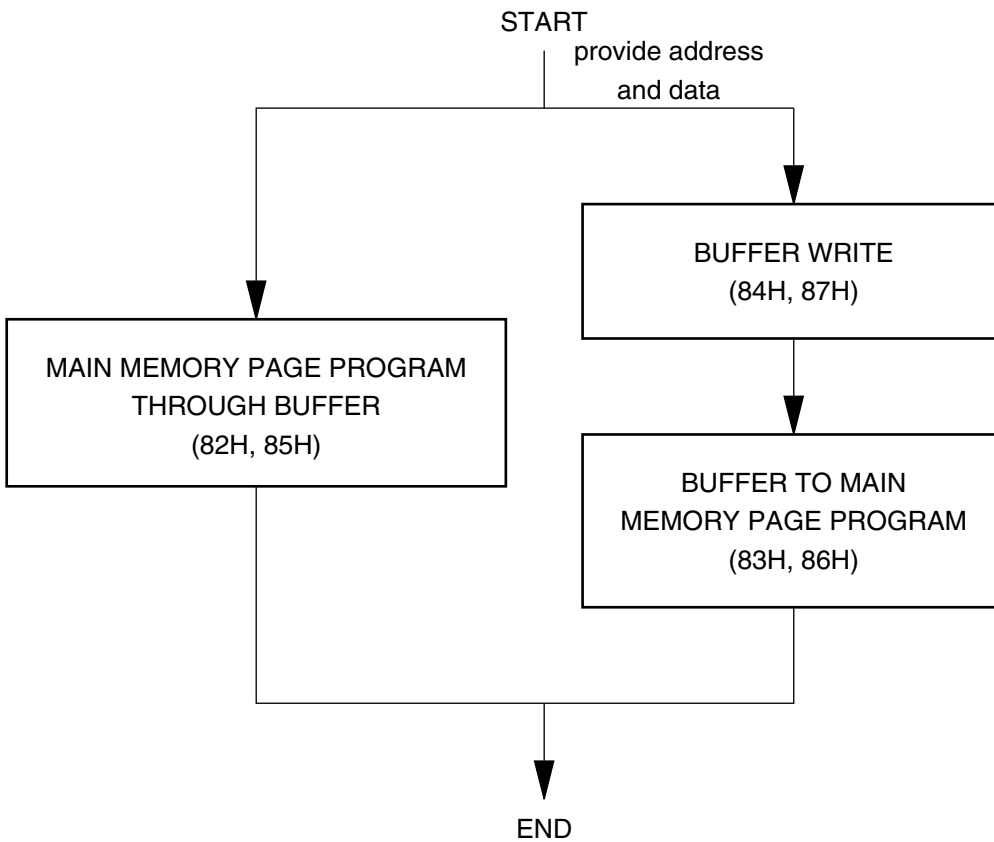 START
provide address
and data
BUFFER WRITE
(84H, 87H)
MAIN MEMORY PAGE PROGRAM
THROUGH BUFFER
(82H, 85H)
BUFFER TO MAIN
MEMORY PAGE PROGRAM
(83H, 86H)
END